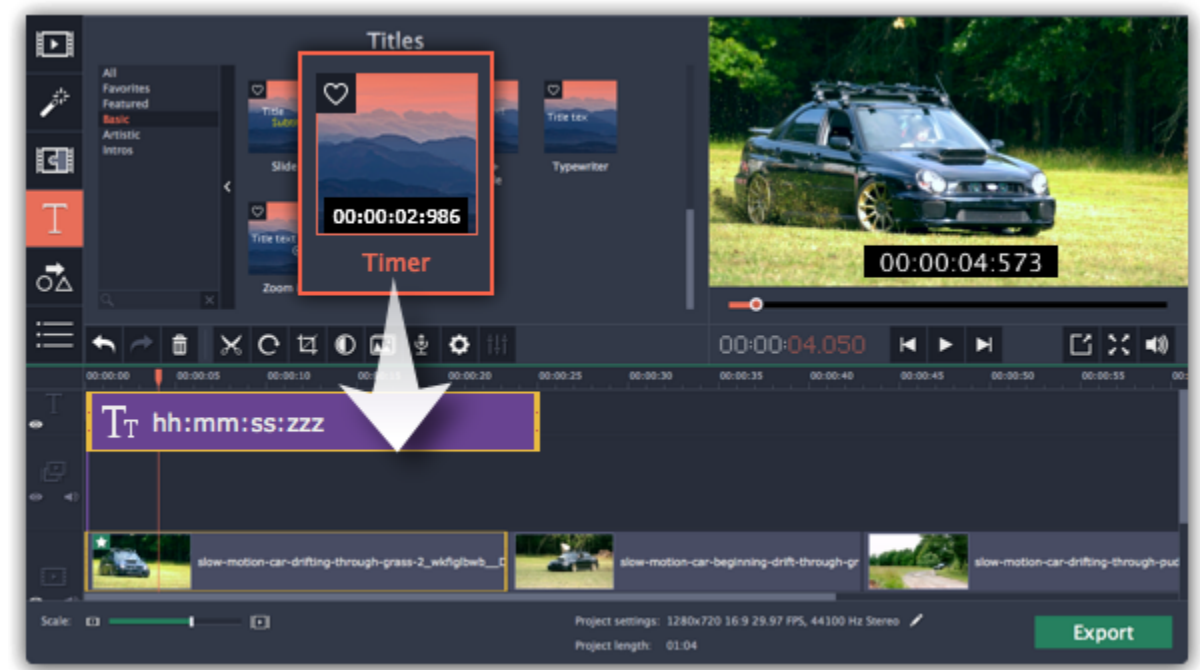 Titles
All
Favorites
Featured
Basic
Artistic
Intros
Title
Slide
Title tex
Typewriter
00:00:02:986
Timer
Title text
Zoom
T
00:00:04:573
00:00:04.050
00:00:00 00:00:05 00:00:10 00:00:20 00:00:25 00:00:30 00:00:35 00:00:40 00:00:45 00:00:50 00:00:55 00:
T
TT hh:mm:ss:zzz
slow-motion-car-drifting-through-grass-2_wkfiglbwb__D slow-motion-car-beginning-drift-through-gr slow-motion-car-drifting-through-pud
Scale:
Project settings: 1280x720 16:9 29.97 FPS, 44100 Hz Stereo
Project length: 01:04
Export